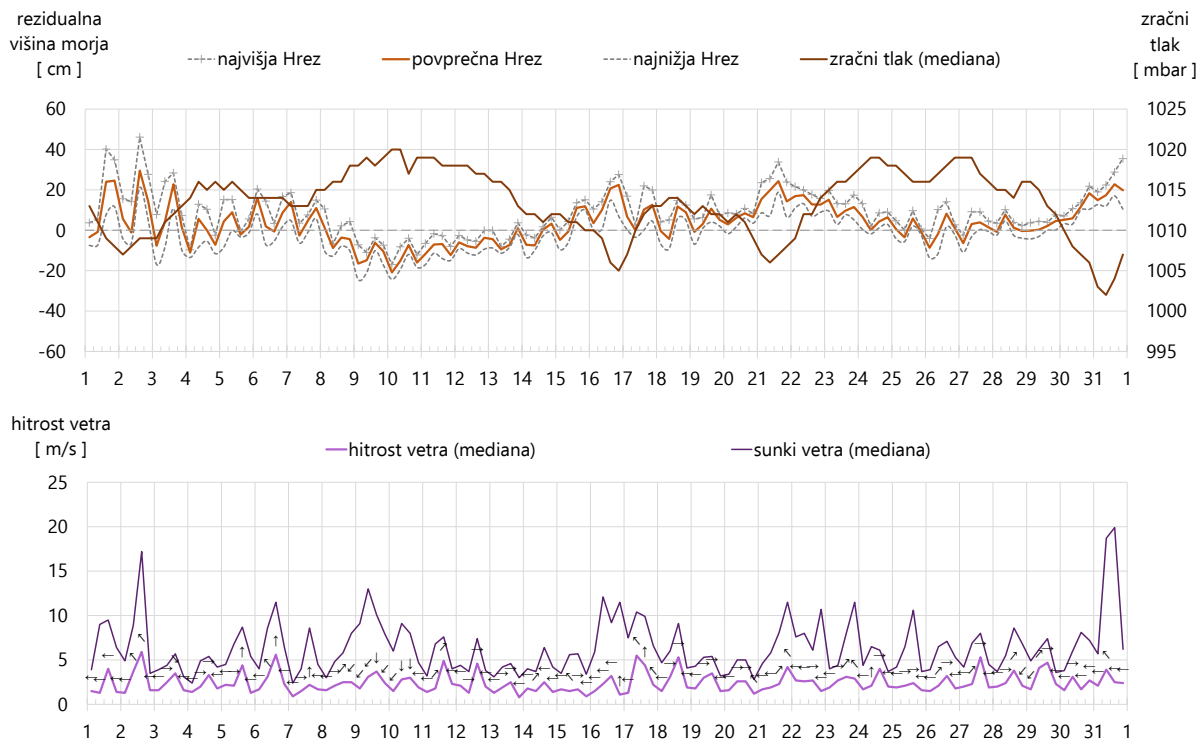 rezidualna
višina morja
[ cm ]
zračni
tlak
[ mbar ]
najvišja Hrez
povprečna Hrez
najnižja Hrez
zračni tlak (mediana)
60
40
20
0
-20
-40
-60
1025
1020
1015
1010
1005
1000
995
1 2 3 4 5 6 7 8 9 10 11 12 13 14 15 16 17 18 19 20 21 22 23 24 25 26 27 28 29 30 31 1
hitrost vetra
[ m/s ]
hitrost vetra (mediana)
sunki vetra (mediana)
25
20
15
10
5
0
1 2 3 4 5 6 7 8 9 10 11 12 13 14 15 16 17 18 19 20 21 22 23 24 25 26 27 28 29 30 31 1